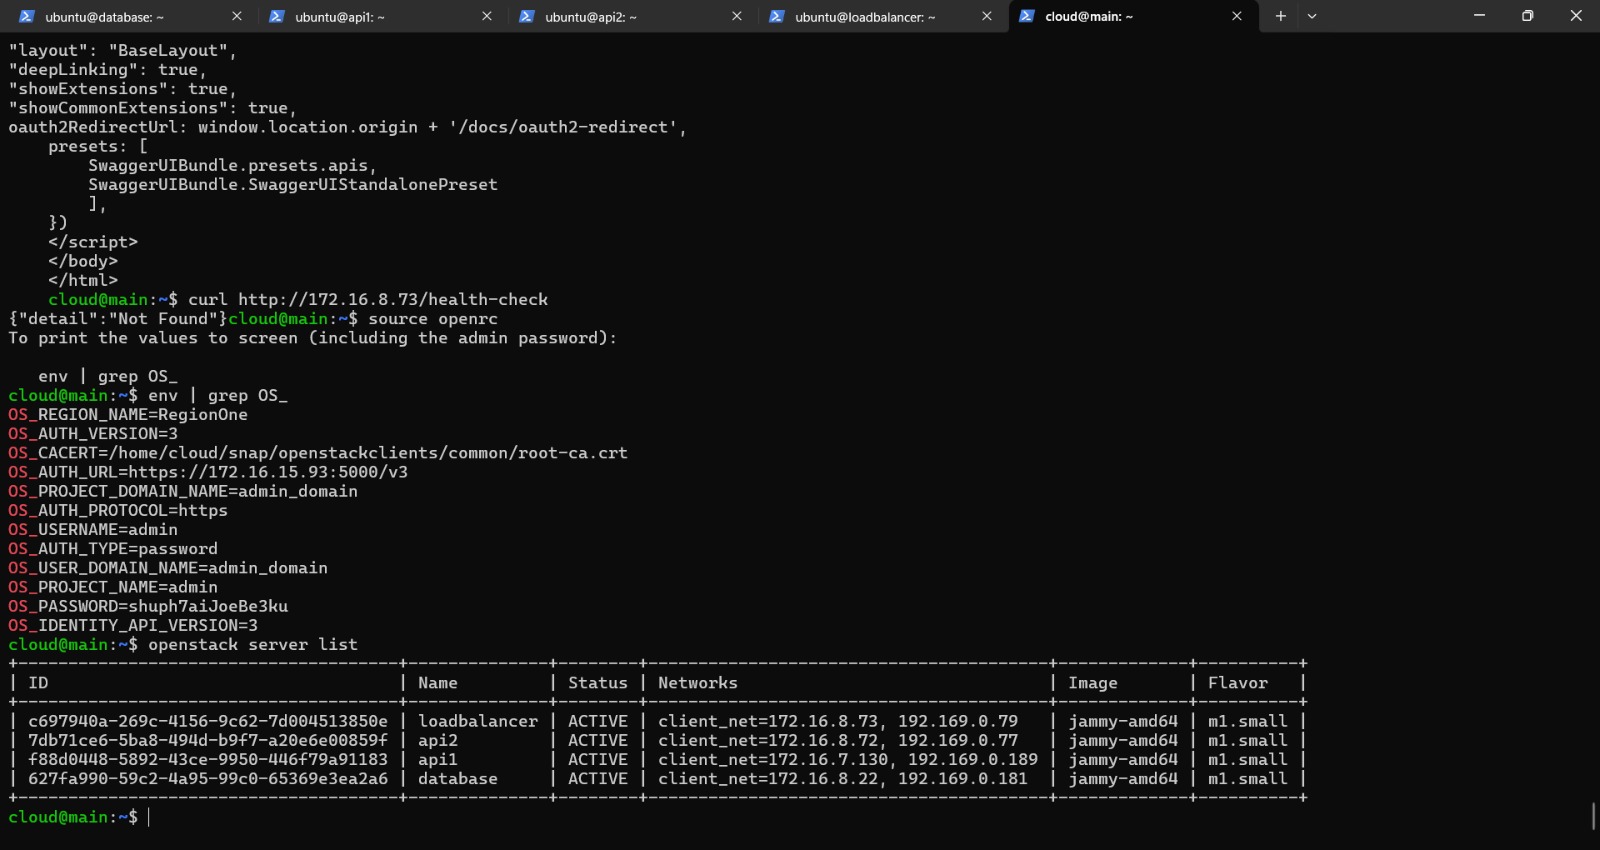 ubuntu@database: ~
ubuntu@api1: ~
ubuntu@api2: ~
ubuntu@loadbalancer: ~
cloud@main: ~
"layout": "BaseLayout",
"deepLinking": true,
"showExtensions": true,
"showCommonExtensions": true,
oauth2RedirectUrl: window.location.origin + '/docs/oauth2-redirect',
    presets: [
        SwaggerUIBundle.presets.apis,
        SwaggerUIBundle.SwaggerUIStandalonePreset
        ],
    })
    </script>
    </body>
    </html>
    cloud@main:~$ curl http://172.16.8.73/health-check
{"detail":"Not Found"}cloud@main:~$ source openrc
To print the values to screen (including the admin password):

   env | grep OS_
cloud@main:~$ env | grep OS_
OS_REGION_NAME=RegionOne
OS_AUTH_VERSION=3
OS_CACERT=/home/cloud/snap/openstackclients/common/root-ca.crt
OS_AUTH_URL=https://172.16.15.93:5000/v3
OS_PROJECT_DOMAIN_NAME=admin_domain
OS_AUTH_PROTOCOL=https
OS_USERNAME=admin
OS_AUTH_TYPE=password
OS_USER_DOMAIN_NAME=admin_domain
OS_PROJECT_NAME=admin
OS_PASSWORD=shuph7aiJoeBe3ku
OS_IDENTITY_API_VERSION=3
cloud@main:~$ openstack server list
+--------------------------------------+--------------+--------+----------------------------------------+-------------+----------+
| ID                                   | Name         | Status | Networks                               | Image       | Flavor   |
+--------------------------------------+--------------+--------+----------------------------------------+-------------+----------+
| c697940a-269c-4156-9c62-7d004513850e | loadbalancer | ACTIVE | client_net=172.16.8.73, 192.169.0.79   | jammy-amd64 | m1.small |
| 7db71ce6-5ba8-494d-b9f7-a20e6e00859f | api2         | ACTIVE | client_net=172.16.8.72, 192.169.0.77   | jammy-amd64 | m1.small |
| f88d0448-5892-43ce-9950-446f79a91183 | api1         | ACTIVE | client_net=172.16.7.130, 192.169.0.189 | jammy-amd64 | m1.small |
| 627fa990-59c2-4a95-99c0-65369e3ea2a6 | database     | ACTIVE | client_net=172.16.8.22, 192.169.0.181  | jammy-amd64 | m1.small |
+--------------------------------------+--------------+--------+----------------------------------------+-------------+----------+
cloud@main:~$